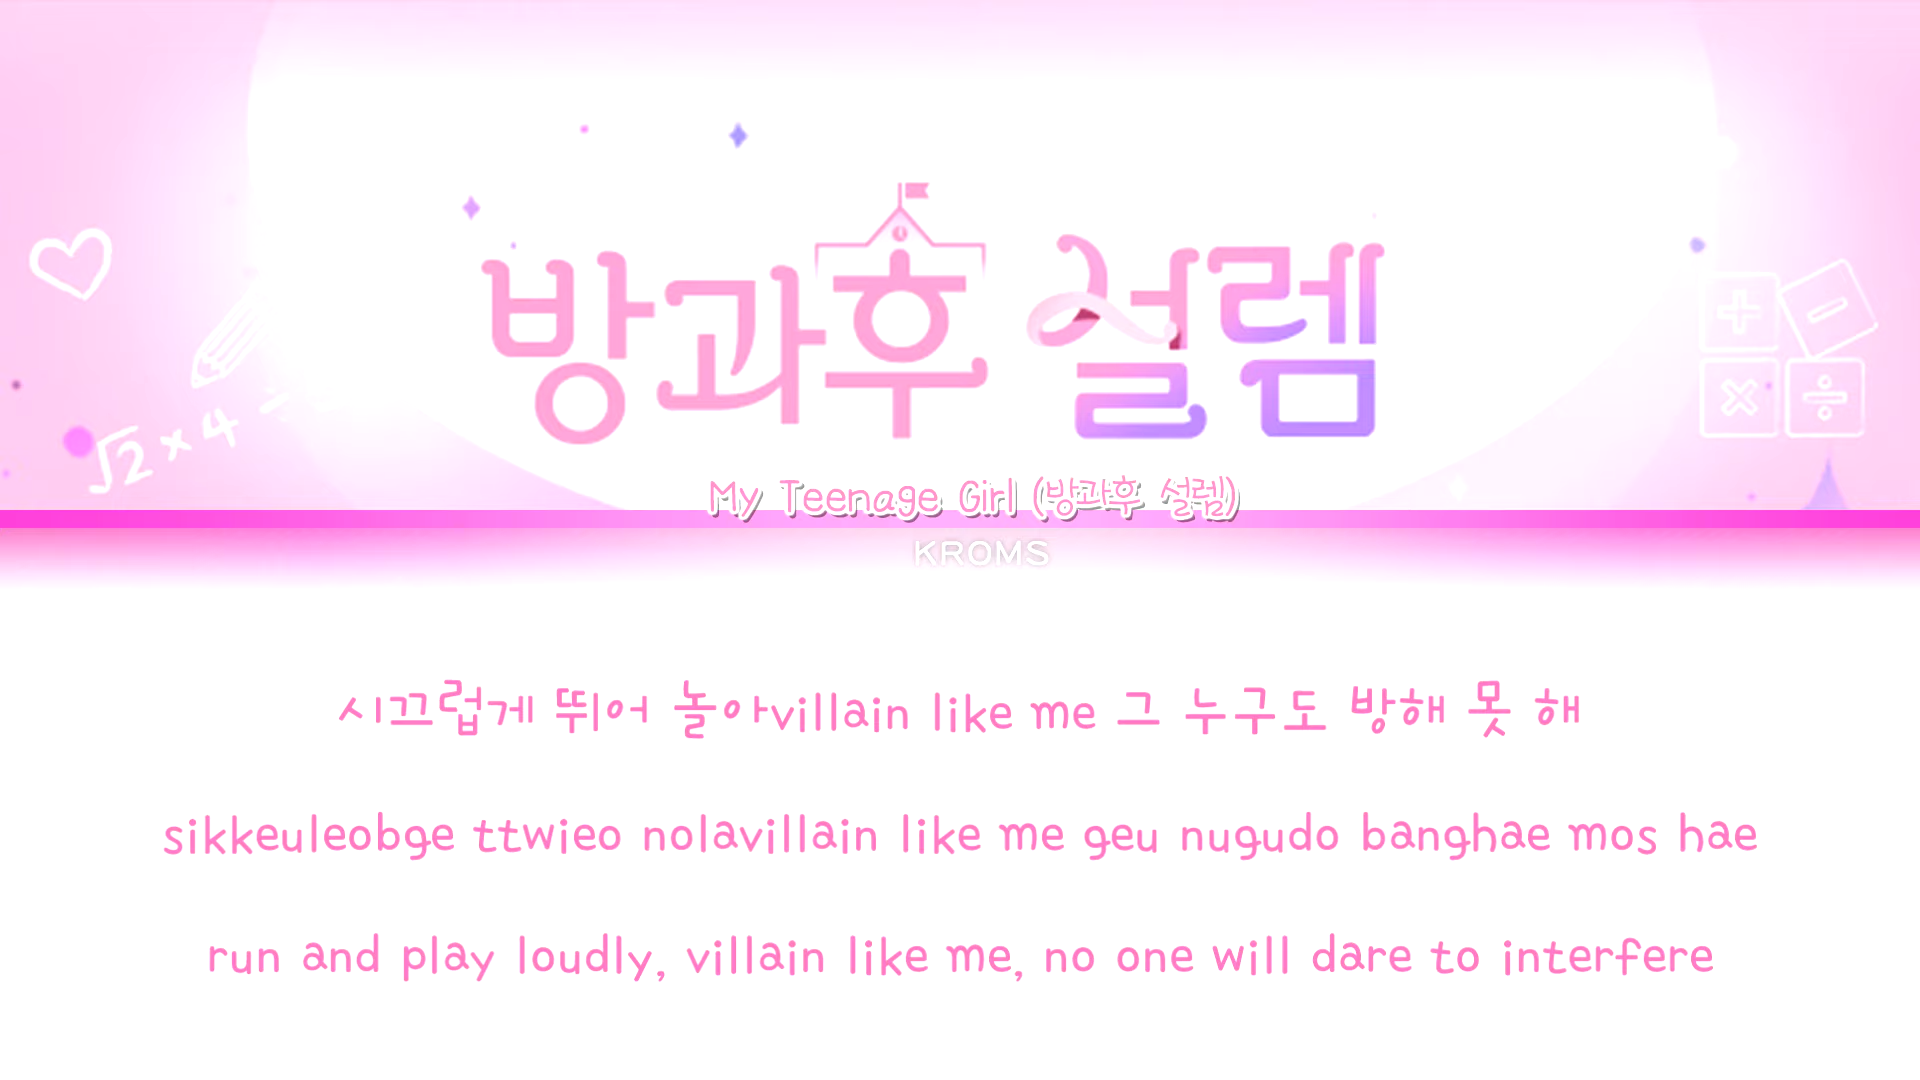 방과후 설렘
√2 × 4 =
+ −
× ÷
My Teenage Girl (방과후 설렘)
KROMS
시끄럽게 뛰어 놀아villain like me 그 누구도 방해 못 해
sikkeuleobge ttwieo nolavillain like me geu nugudo banghae mos hae
run and play loudly, villain like me, no one will dare to interfere